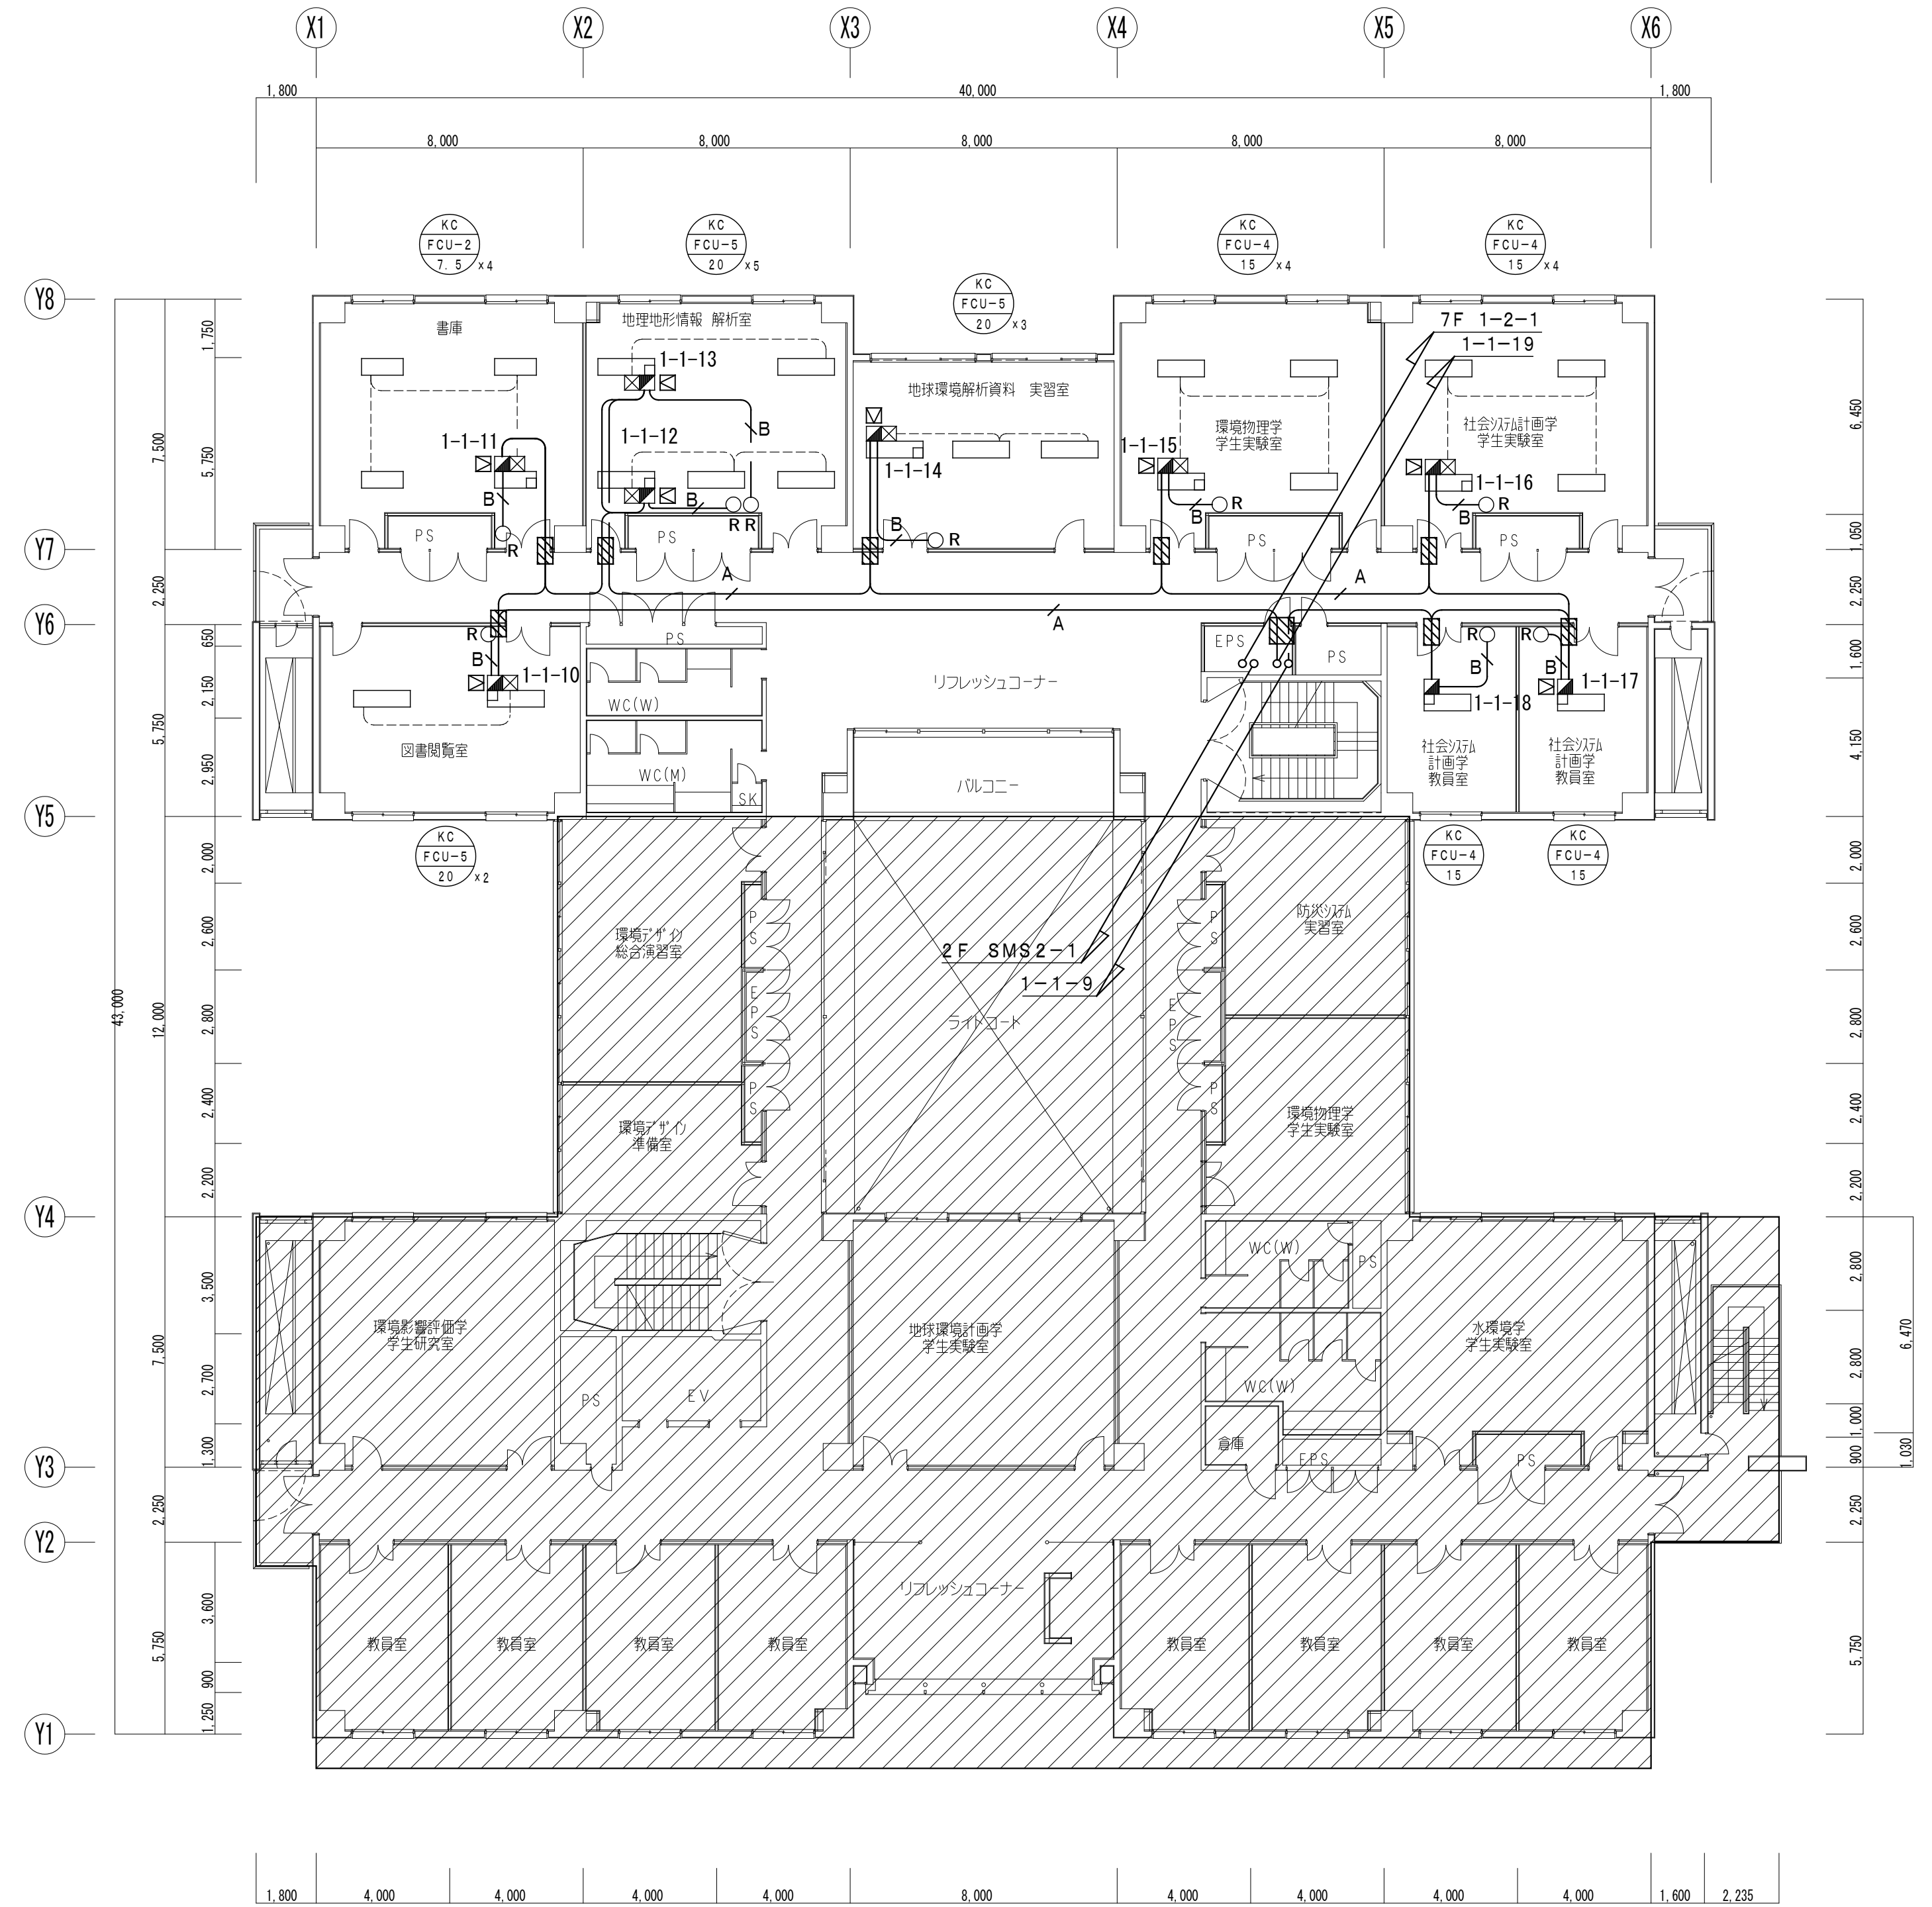 X1 X2 X3 X4 X5 X6
1,800 40,000 1,800
8,000 8,000 8,000 8,000 8,000
KC
FCU-2
7.5 x4
KC
FCU-5
20 x5
KC
FCU-5
20 x3
KC
FCU-4
15 x4
KC
FCU-4
15 x4
Y8
Y7
Y6
Y5
Y4
Y3
Y2
Y1
43,000
7,500
2,250
5,750
12,000
7,500
2,250
5,750
1,750
5,750
650
2,150
2,950
2,000
2,600
2,800
2,400
2,200
3,500
2,700
1,300
3,600
900
1,250
書庫
1-1-11
B
R
PS
地理地形情報 解析室
1-1-13
B
1-1-12
B
R R
PS
地球環境解析資料 実習室
1-1-14
B
R
環境物理学
学生実験室
1-1-15
B
R
PS
7F 1-2-1
1-1-19
社会システム計画学
学生実験室
1-1-16
B
R
PS
A
A
A
R
B
1-1-10
図書閲覧室
PS
WC(W)
WC(M)
SK
リフレッシュコーナー
バルコニー
EPS
PS
R
B
1-1-18
社会システム
計画学
教員室
R
B
1-1-17
社会システム
計画学
教員室
KC
FCU-5
20 x2
KC
FCU-4
15
KC
FCU-4
15
環境デザイン
総合演習室
PS
EPS
PS
環境デザイン
準備室
2F SMS2-1
1-1-9
ライトコート
PS
EPS
PS
防災システム
実習室
環境物理学
学生実験室
環境影響評価学
学生研究室
PS
EV
地球環境計画学
学生実験室
WC(W)
PS
WC(W)
倉庫
EPS
水環境学
学生実験室
PS
リフレッシュコーナー
教員室 教員室 教員室 教員室 教員室 教員室 教員室 教員室
6,450
1,050
2,250
1,600
4,150
2,000
2,600
2,800
2,400
2,200
2,800
2,800
1,000
900
2,250
5,750
6,470
1,030
1,800 4,000 4,000 4,000 4,000 8,000 4,000 4,000 4,000 4,000 1,600 2,235